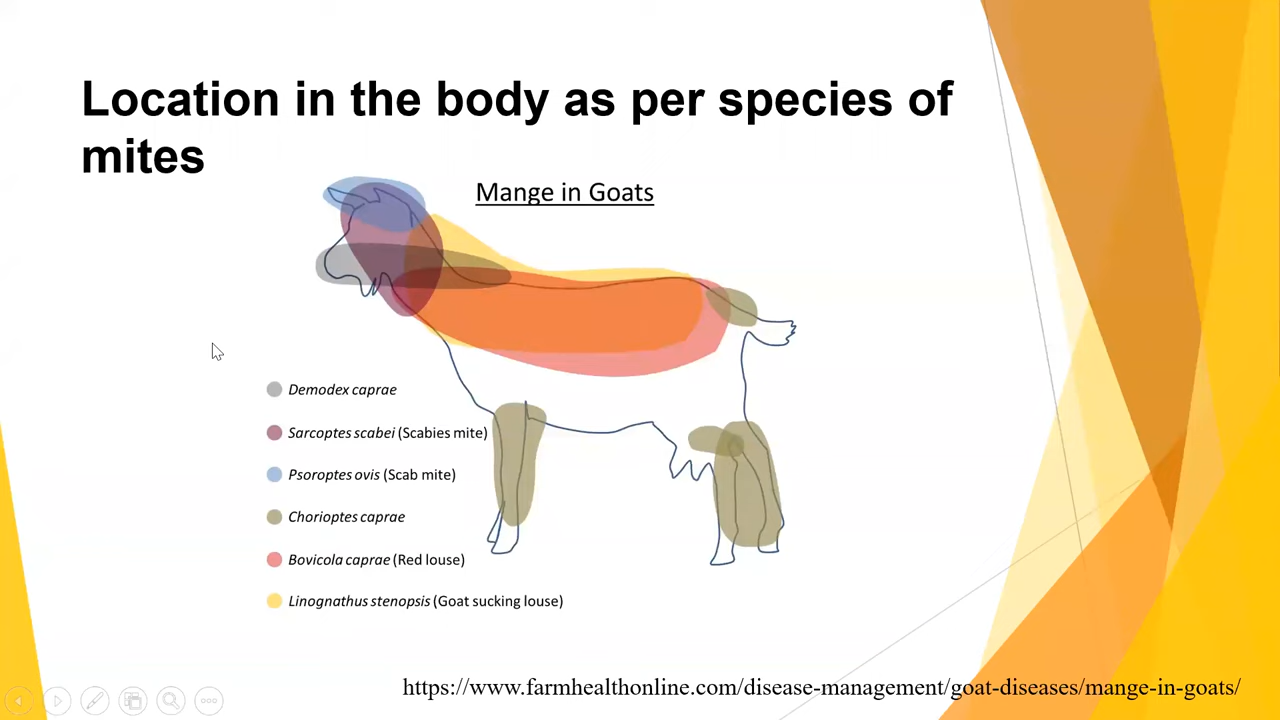 Location in the body as per species of
mites
Mange in Goats
Demodex caprae
Sarcoptes scabei (Scabies mite)
Psoroptes ovis (Scab mite)
Chorioptes caprae
Bovicola caprae (Red louse)
Linognathus stenopsis (Goat sucking louse)
https://www.farmhealthonline.com/disease-management/goat-diseases/mange-in-goats/